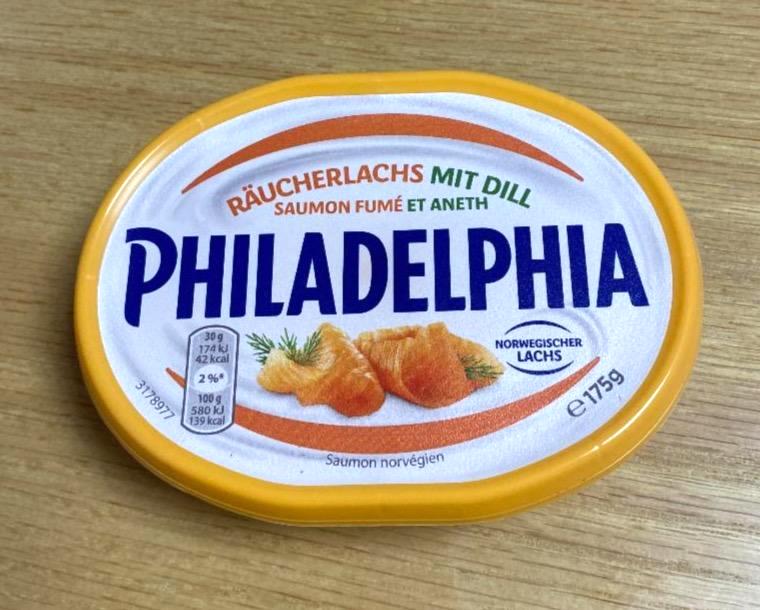 RÄUCHERLACHS MIT DILL
SAUMON FUMÉ ET ANETH
PHILADELPHIA
30 g
174 kJ
42 kcal
2 %*
100 g
580 kJ
139 kcal
NORWEGISCHER
LACHS
3178977
℮ 175g
Saumon norvégien